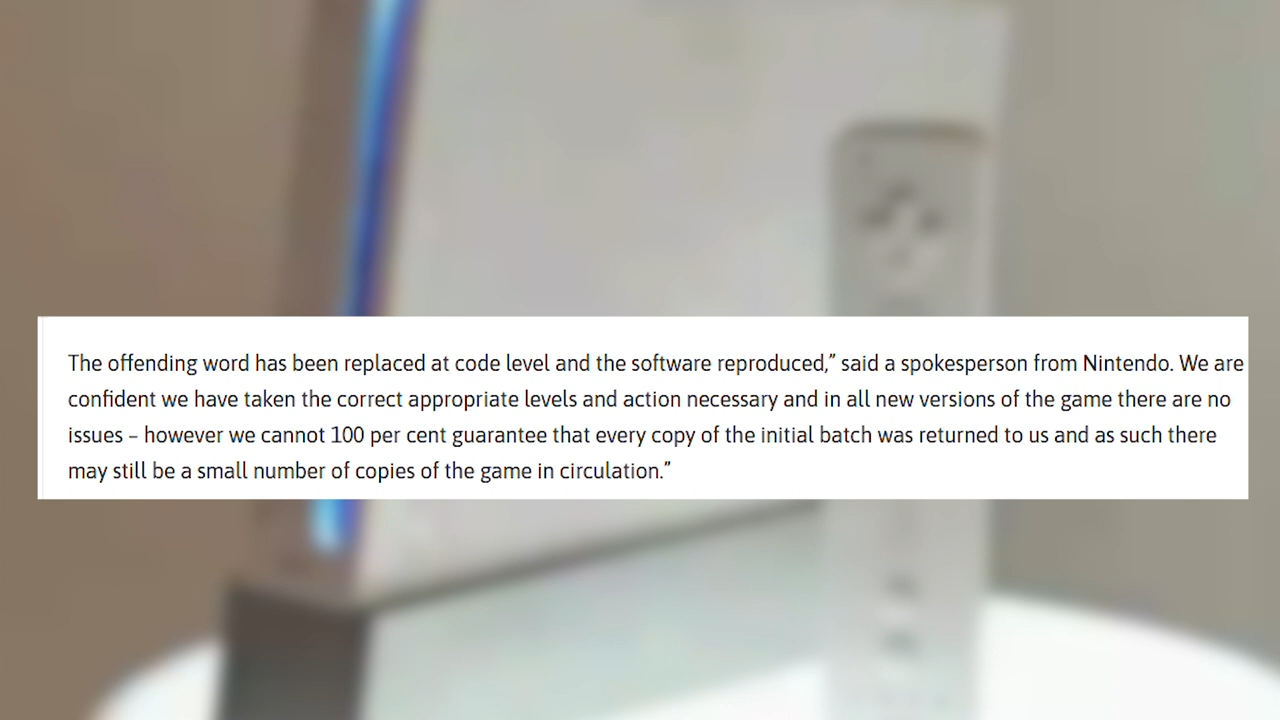 The offending word has been replaced at code level and the software reproduced,” said a spokesperson from Nintendo. We are
confident we have taken the correct appropriate levels and action necessary and in all new versions of the game there are no
issues – however we cannot 100 per cent guarantee that every copy of the initial batch was returned to us and as such there
may still be a small number of copies of the game in circulation.”